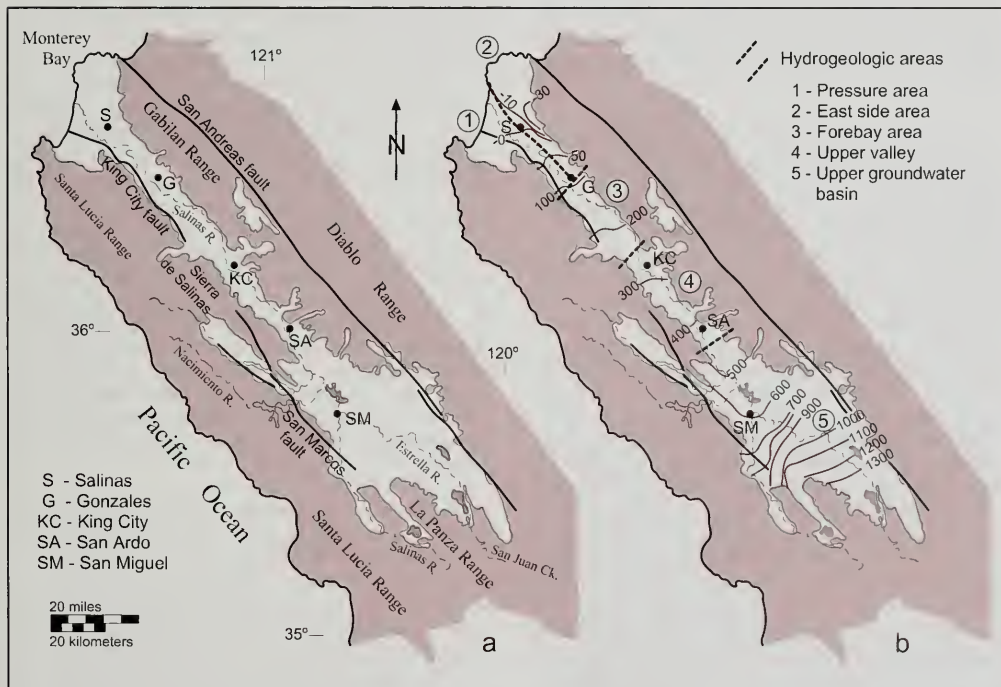 Monterey
Bay
121°
S
Gabilan Range
San Andreas fault
King City fault
G
Salinas R.
N
Santa Lucia Range
Diablo
Range
KC
Sierra
de Salinas
36°
SA
Nacimiento R.
SM
San Marcos
fault
Estrella R.
Pacific
Ocean
Santa Lucia Range
La Panza Range
Salinas R.
San Juan Ck.
S - Salinas
G - Gonzales
KC - King City
SA - San Ardo
SM - San Miguel
20 miles
20 kilometers
35°
a
2
1
-10
30
S
0
50
G
100
3
200
KC
300
4
400
SA
120°
500
600
700
900
SM
5
1000
1100
1200
1300
Hydrogeologic areas
1 - Pressure area
2 - East side area
3 - Forebay area
4 - Upper valley
5 - Upper groundwater
basin
b